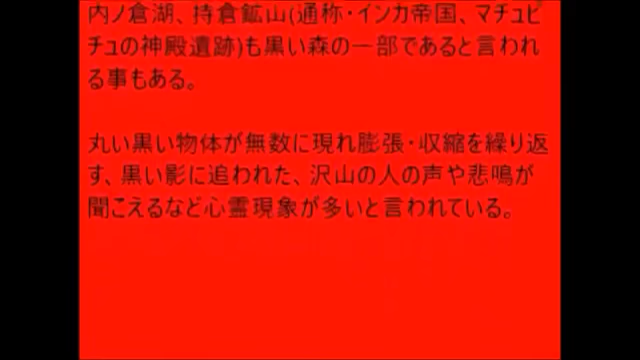 内ノ倉湖、持倉鉱山(通称・インカ帝国、マチュピ
チュの神殿遺跡)も黒い森の一部であると言われ
る事もある。
丸い黒い物体が無数に現れ膨張・収縮を繰り返
す、黒い影に追われた、沢山の人の声や悲鳴が
聞こえるなど心霊現象が多いと言われている。